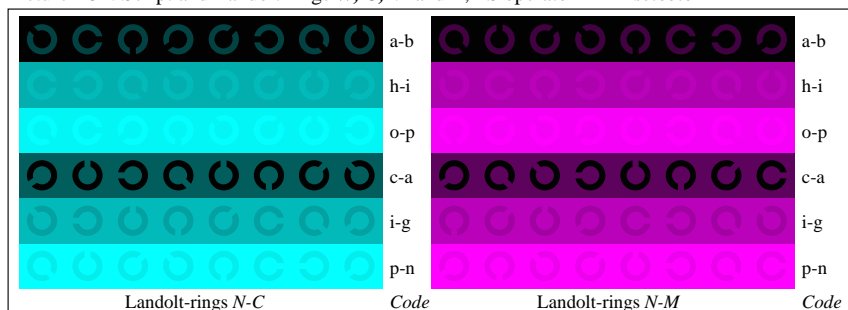 a-b a-b
h-i h-i
o-p o-p
c-a c-a
i-g i-g
p-n p-n
Landolt-rings N-C Code Landolt-rings N-M Code